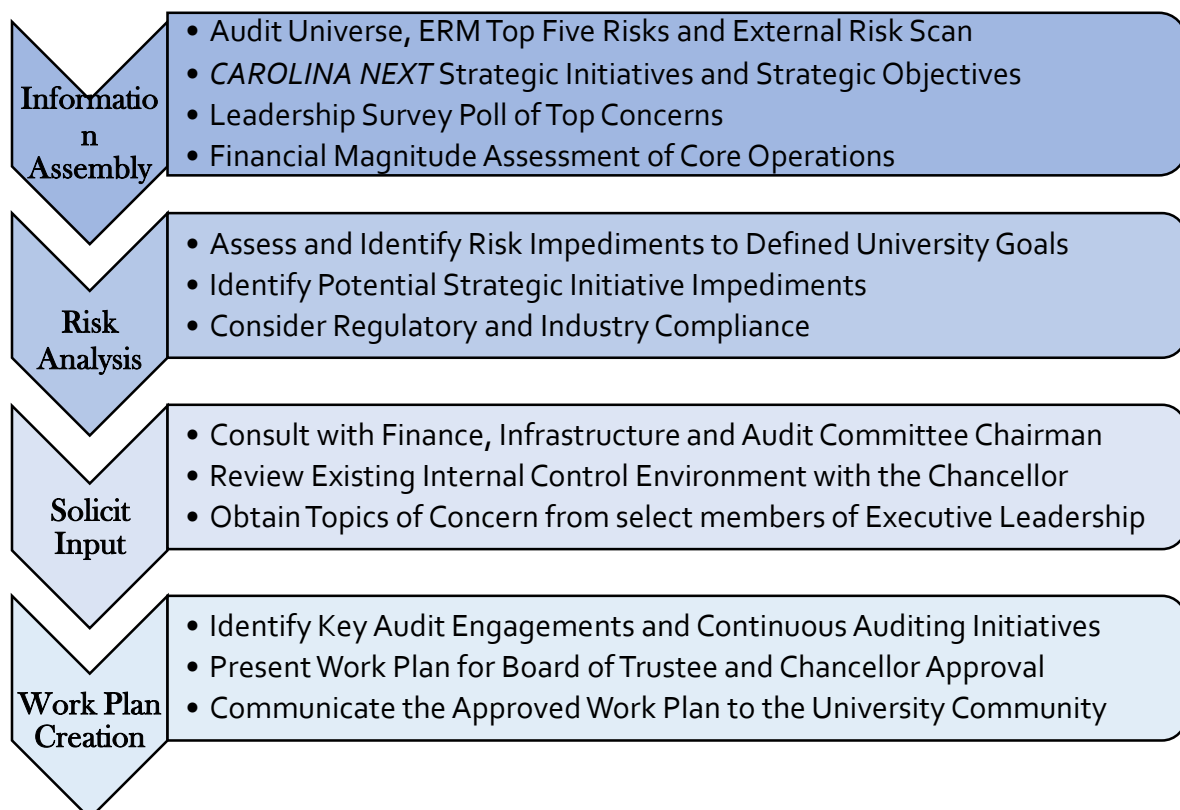 Informatio
n
Assembly
• Audit Universe, ERM Top Five Risks and External Risk Scan
• CAROLINA NEXT Strategic Initiatives and Strategic Objectives
• Leadership Survey Poll of Top Concerns
• Financial Magnitude Assessment of Core Operations
Risk
Analysis
• Assess and Identify Risk Impediments to Defined University Goals
• Identify Potential Strategic Initiative Impediments
• Consider Regulatory and Industry Compliance
Solicit
Input
• Consult with Finance, Infrastructure and Audit Committee Chairman
• Review Existing Internal Control Environment with the Chancellor
• Obtain Topics of Concern from select members of Executive Leadership
Work Plan
Creation
• Identify Key Audit Engagements and Continuous Auditing Initiatives
• Present Work Plan for Board of Trustee and Chancellor Approval
• Communicate the Approved Work Plan to the University Community